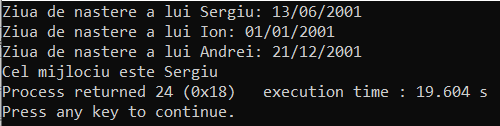 Ziua de nastere a lui Sergiu: 13/06/2001
Ziua de nastere a lui Ion: 01/01/2001
Ziua de nastere a lui Andrei: 21/12/2001
Cel mijlociu este Sergiu
Process returned 24 (0x18)   execution time : 19.604 s
Press any key to continue.